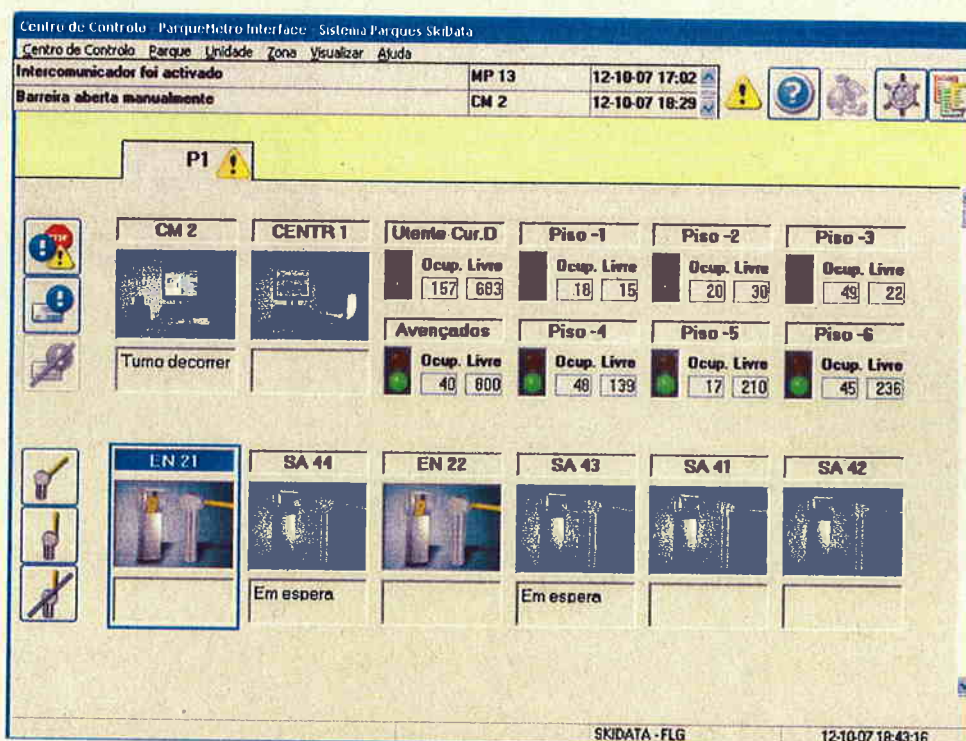 Centro de Controlo - ParqueMetro Interface - Sistema Parques SkiData
Centro de Controlo Parque Unidade Zona Visualizar Ajuda
Intercomunicador foi activado MP 13 12-10-07 17:02
Barreira aberta manualmente CM 2 12-10-07 18:29
P1
CM 2 CENTR 1 Utente Cur.D Piso -1 Piso -2 Piso -3
Ocup. Livre Ocup. Livre Ocup. Livre Ocup. Livre
157 683 18 15 20 30 49 22
Avençados Piso -4 Piso -5 Piso -6
Turno decorrer Ocup. Livre Ocup. Livre Ocup. Livre Ocup. Livre
40 800 48 139 17 210 45 236
EN 21 SA 44 EN 22 SA 43 SA 41 SA 42
Em espera Em espera
SKIDATA - FLG 12-10-07 18:43:16